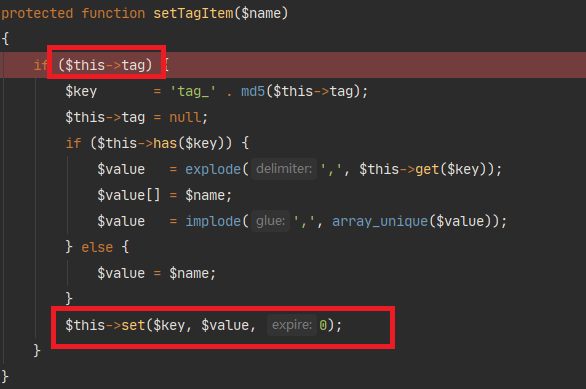 protected function setTagItem($name)
{
if ($this->tag) {
$key = 'tag_' . md5($this->tag);
$this->tag = null;
if ($this->has($key)) {
$value = explode( delimiter: ',', $this->get($key));
$value[] = $name;
$value = implode( glue: ',', array_unique($value));
} else {
$value = $name;
}
$this->set($key, $value, expire: 0);
}
}